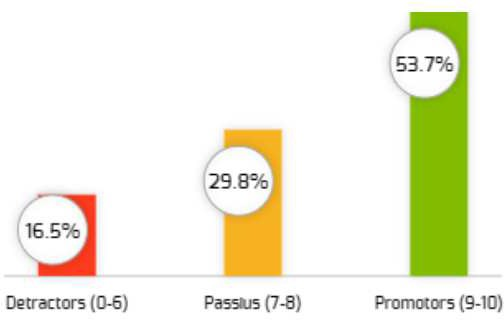 53.7%
29.8%
16.5%
Detractors (0-6) Passius (7-8) Promotors (9-10)